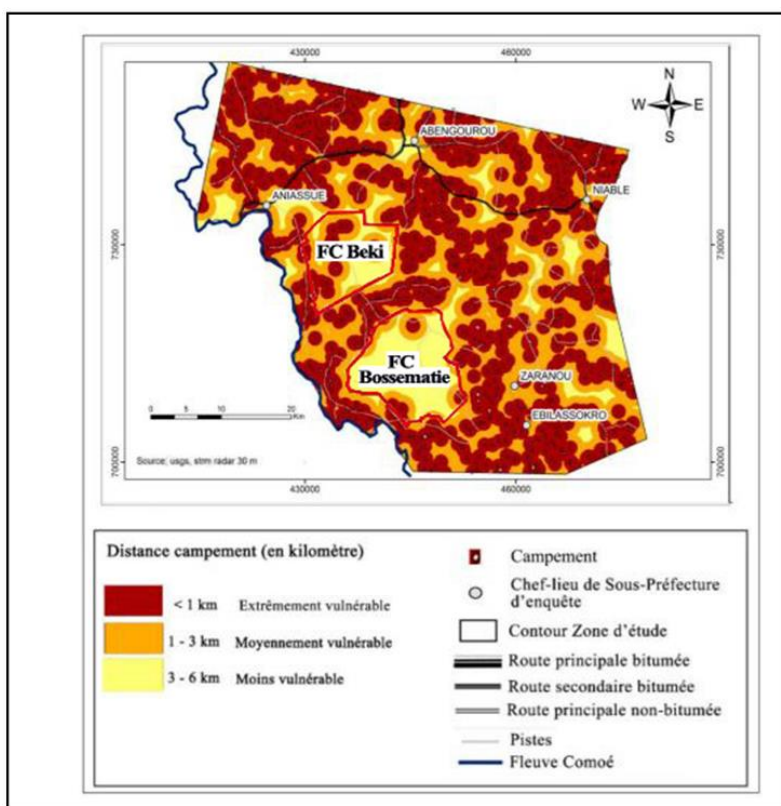 430000
460000
N
W
E
S
ABENGOUROU
NIABLE
ANIASSUE
730000
730000
FC Beki
FC
Bossematie
ZARANOU
EBILASSOKRO
0
5
10
20
Km
Source; usgs, strm radar 30 m
700000
700000
430000
460000
Distance campement (en kilomètre)
< 1 km Extrêmement vulnérable
1 - 3 km Moyennement vulnérable
3 - 6 km Moins vulnérable
Campement
Chef-lieu de Sous-Préfecture
d'enquête
Contour Zone d'étude
Route principale bitumée
Route secondaire bitumée
Route principale non-bitumée
Pistes
Fleuve Comoé